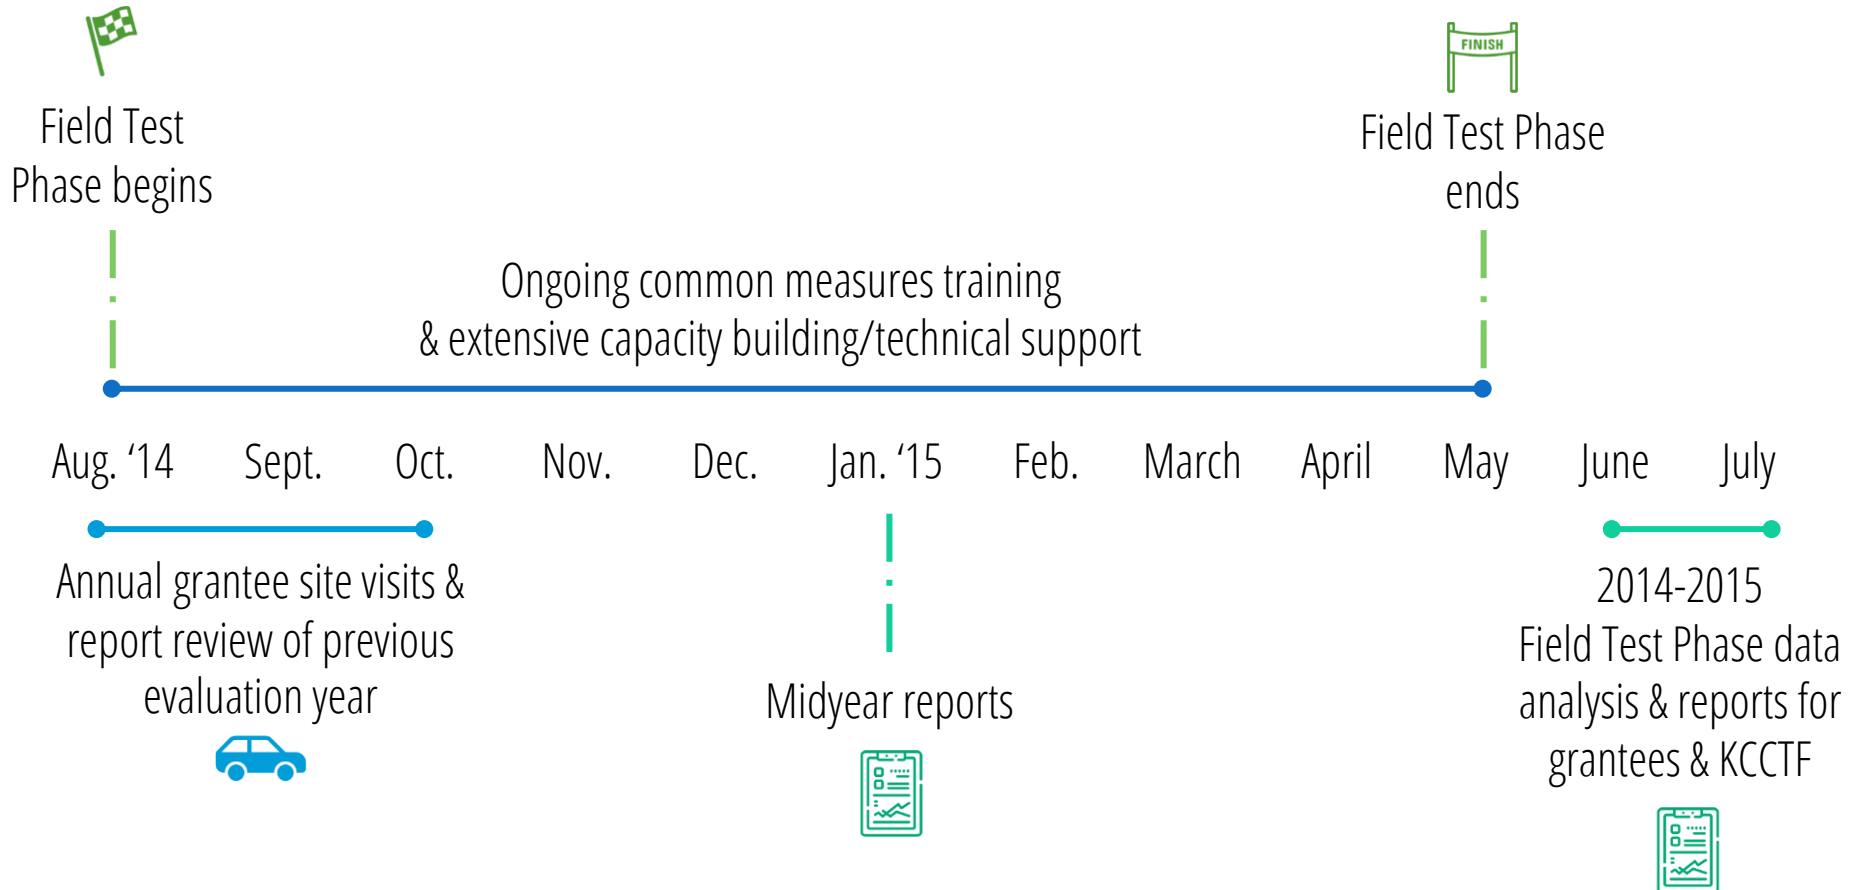 FINISH
Field Test
Phase begins
Field Test Phase
ends
Ongoing common measures training
& extensive capacity building/technical support
Aug. ‘14 Sept. Oct. Nov. Dec. Jan. ‘15 Feb. March April May June July
Annual grantee site visits &
report review of previous
evaluation year
Midyear reports
2014-2015
Field Test Phase data
analysis & reports for
grantees & KCCTF